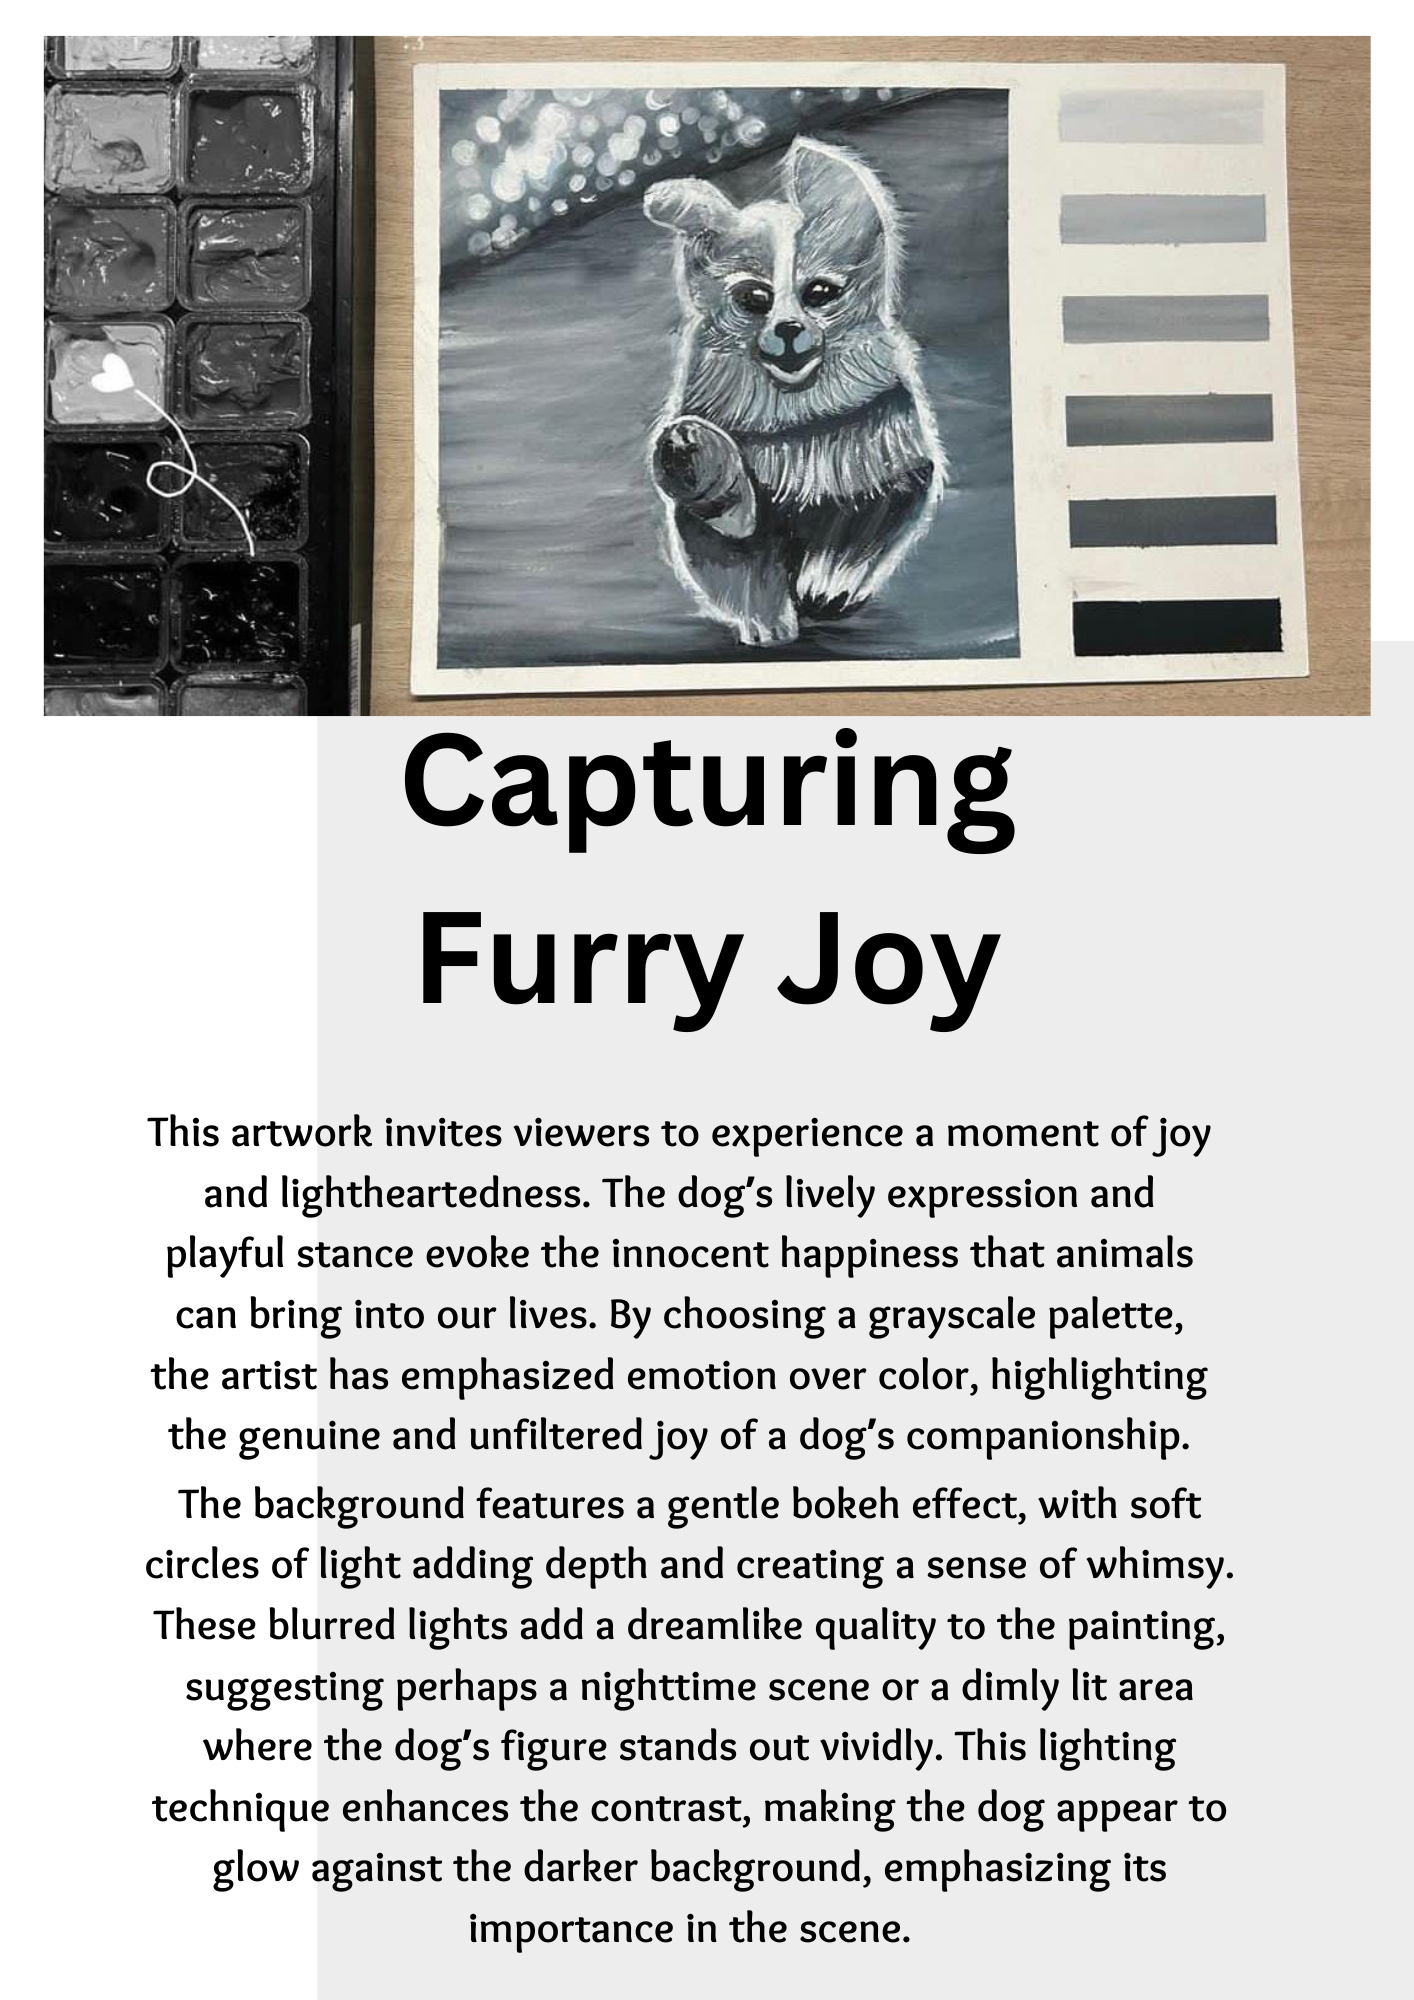 Capturing
Furry Joy
This artwork invites viewers to experience a moment of joy
and lightheartedness. The dog's lively expression and
playful stance evoke the innocent happiness that animals
can bring into our lives. By choosing a grayscale palette,
the artist has emphasized emotion over color, highlighting
the genuine and unfiltered joy of a dog's companionship.
The background features a gentle bokeh effect, with soft
circles of light adding depth and creating a sense of whimsy.
These blurred lights add a dreamlike quality to the painting,
suggesting perhaps a nighttime scene or a dimly lit area
where the dog's figure stands out vividly. This lighting
technique enhances the contrast, making the dog appear to
glow against the darker background, emphasizing its
importance in the scene.